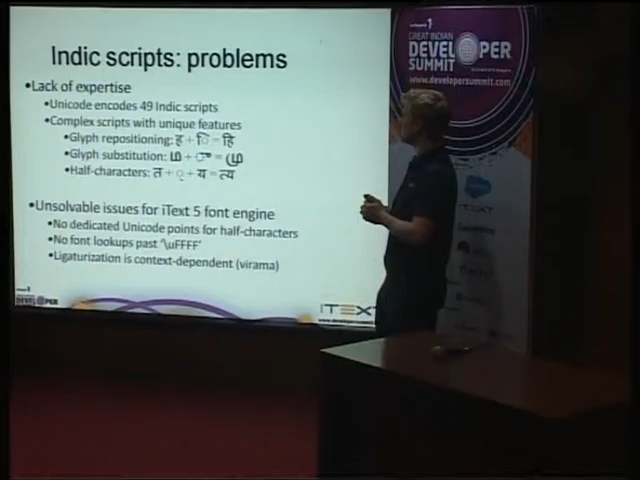 Indic scripts: problems
•Lack of expertise
•Unicode encodes 49 Indic scripts
•Complex scripts with unique features
•Glyph repositioning: ह + ि = हि
•Glyph substitution: ம + ூ = மூ
•Half-characters: त + ् + य = त्य
•Unsolvable issues for iText 5 font engine
•No dedicated Unicode points for half-characters
•No font lookups past '\uFFFF'
•Ligaturization is context-dependent (virama)
DEVELOPER
iTEXT
GREAT INDIAN
DEVELOPER
SUMMIT
www.developersummit.com
iTEXT